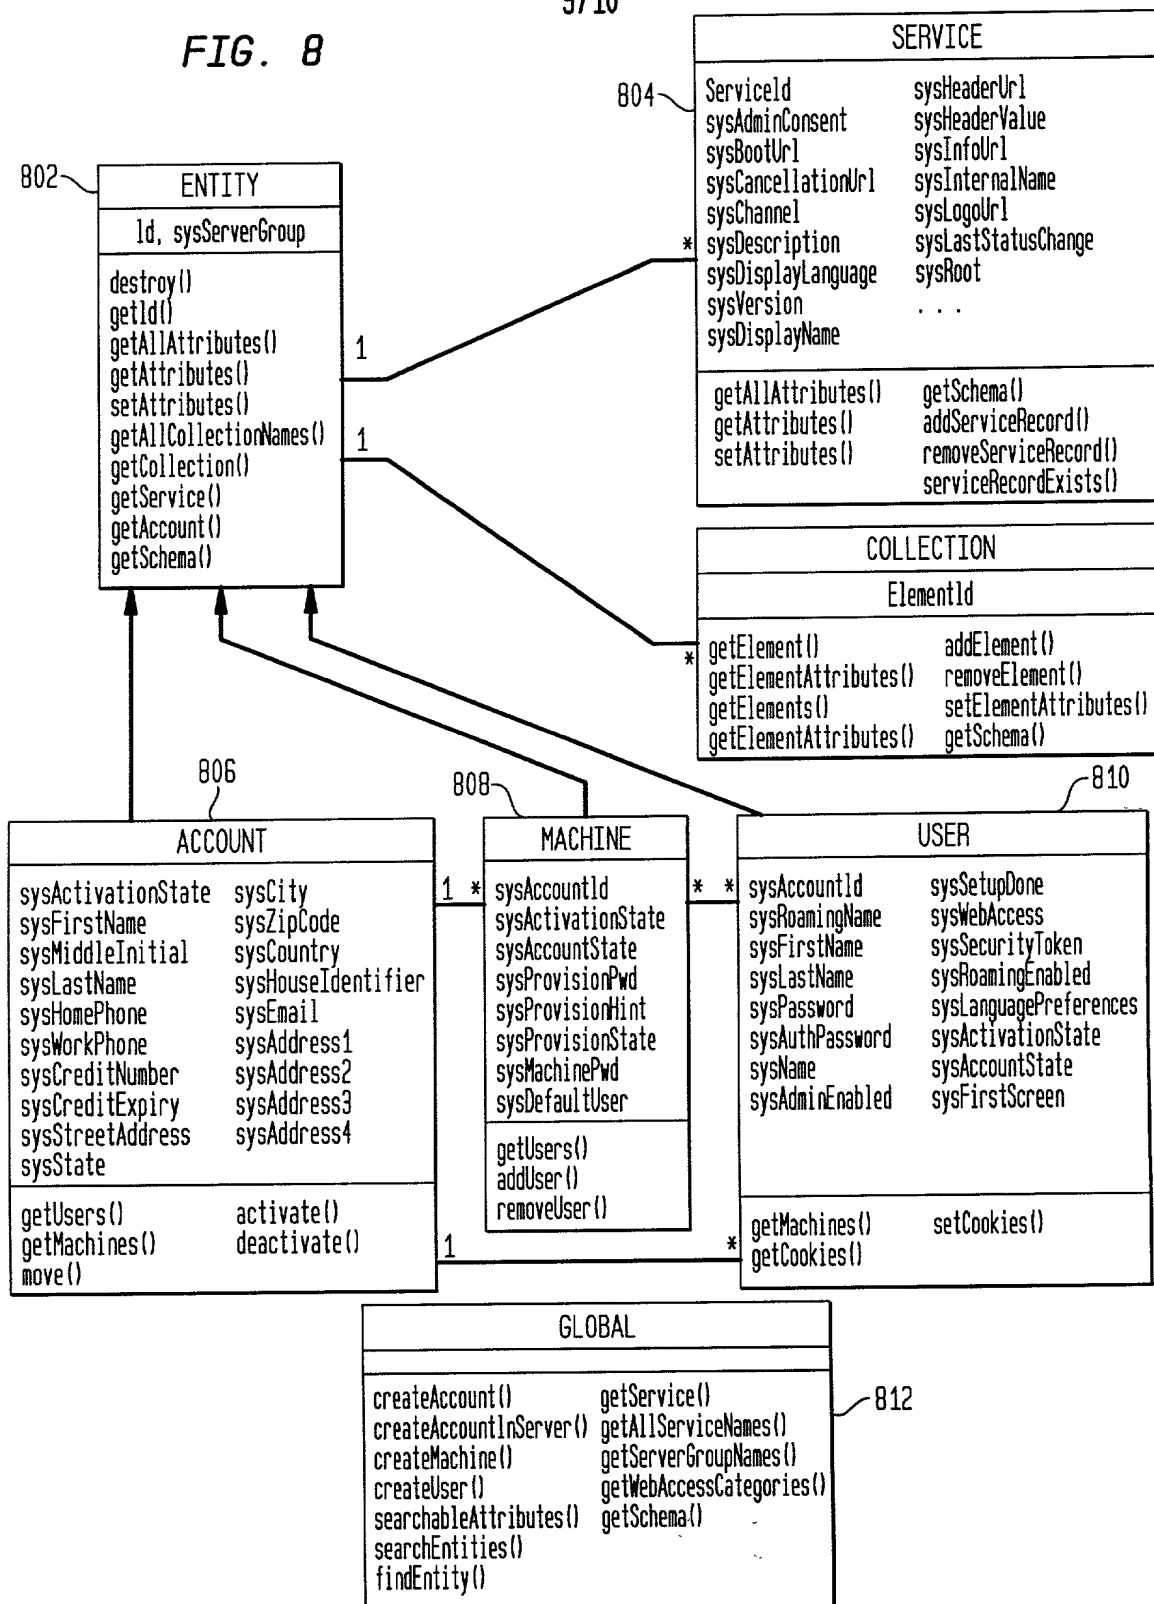 9/10
FIG. 8
SERVICE
804
ServiceId sysHeaderUrl
sysAdminConsent sysHeaderValue
sysBootUrl sysInfoUrl
sysCancellationUrl sysInternalName
sysChannel sysLogoUrl
* sysDescription sysLastStatusChange
sysDisplayLanguage sysRoot
sysVersion . . .
sysDisplayName
getAllAttributes() getSchema()
getAttributes() addServiceRecord()
setAttributes() removeServiceRecord()
serviceRecordExists()
802
ENTITY
Id, sysServerGroup
destroy()
getId()
getAllAttributes()
getAttributes()
setAttributes()
getAllCollectionNames()
getCollection()
getService()
getAccount()
getSchema()
1
1
COLLECTION
ElementId
getElement() addElement()
* getElementAttributes() removeElement()
getElements() setElementAttributes()
getElementAttributes() getSchema()
806
ACCOUNT
sysActivationState sysCity
sysFirstName sysZipCode
sysMiddleInitial sysCountry
sysLastName sysHouseIdentifier
sysHomePhone sysEmail
sysWorkPhone sysAddress1
sysCreditNumber sysAddress2
sysCreditExpiry sysAddress3
sysStreetAddress sysAddress4
sysState
getUsers() activate()
getMachines() deactivate()
move()
1 *
808
MACHINE
sysAccountId
sysActivationState
sysAccountState
sysProvisionPwd
sysProvisionHint
sysProvisionState
sysMachinePwd
sysDefaultUser
getUsers()
addUser()
removeUser()
* *
1 *
810
USER
sysAccountId sysSetupDone
sysRoamingName sysWebAccess
sysFirstName sysSecurityToken
sysLastName sysRoamingEnabled
sysPassword sysLanguagePreferences
sysAuthPassword sysActivationState
sysName sysAccountState
sysAdminEnabled sysFirstScreen
getMachines() setCookies()
getCookies()
GLOBAL
812
createAccount() getService()
createAccountInServer() getAllServiceNames()
createMachine() getServerGroupNames()
createUser() getWebAccessCategories()
searchableAttributes() getSchema()
searchEntities()
findEntity()